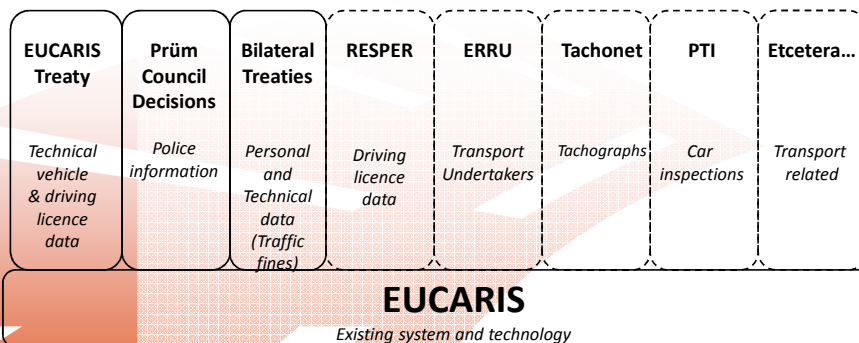 EUCARIS
Treaty
Technical
vehicle
& driving
licence
data
Prüm
Council
Decisions
Police
information
Bilateral
Treaties
Personal
and
Technical
data
(Traffic
fines)
RESPER
Driving
licence
data
ERRU
Transport
Undertakers
Tachonet
Tachographs
PTI
Car
inspections
Etcetera...
Transport
related
EUCARIS
Existing system and technology